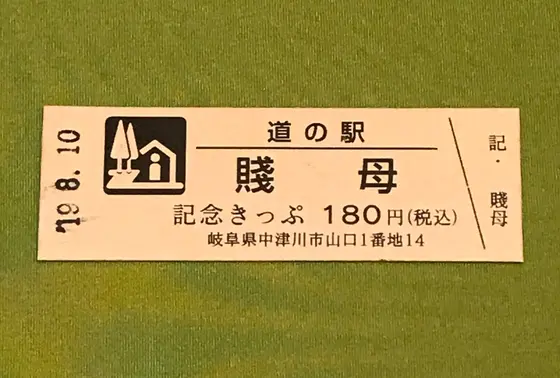 '19.8.10
道の駅
賤母
記念きっぷ 180円(税込)
岐阜県中津川市山口1番地14
記・賤母